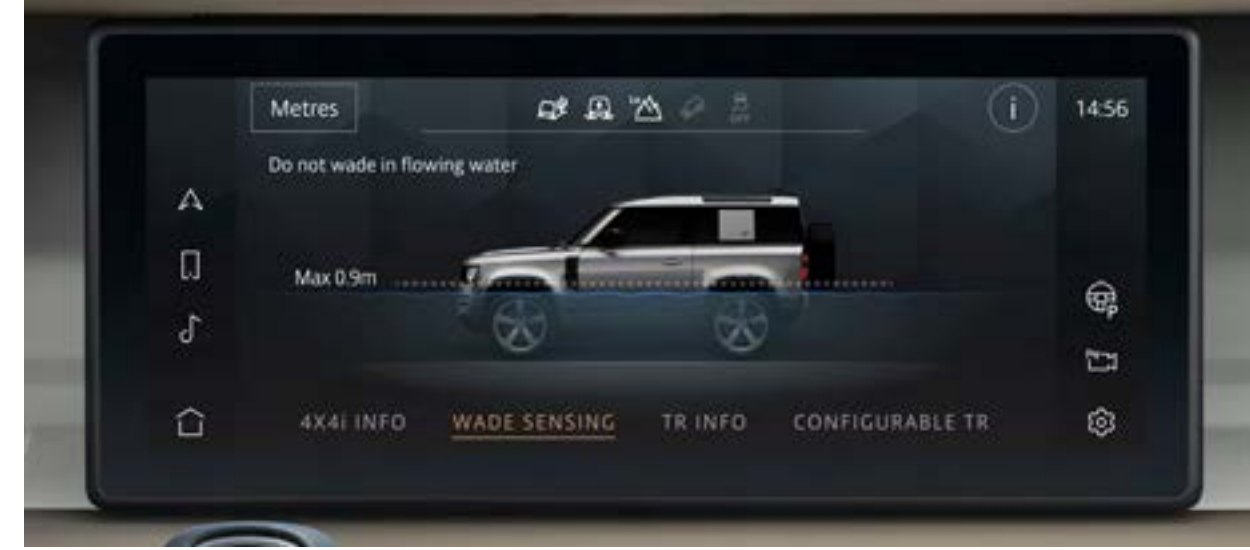 Metres
i
14:56
Do not wade in flowing water
Max 0.9m
4X4i INFO
WADE SENSING
TR INFO
CONFIGURABLE TR
OFF
P